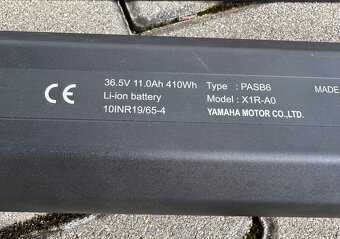 CE
36.5V 11.0Ah 410Wh Type : PASB6 MADE
Li-ion battery Model : X1R-A0
10INR19/65-4 YAMAHA MOTOR CO.,LTD.